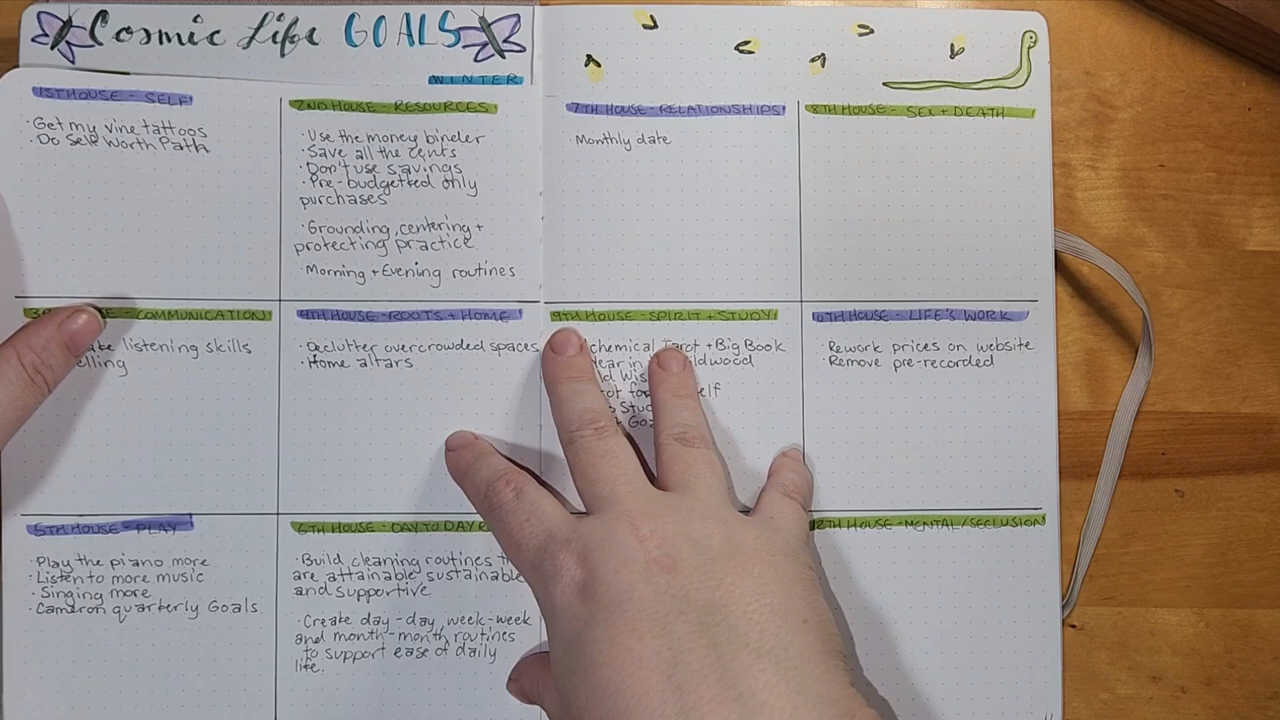 Cosmic Life GOALS
WINTER
1ST HOUSE - SELF
· Get my vine tattoos
· Do Self Worth Path
2ND HOUSE - RESOURCES
· Use the money binder
· Save all the cents
· Don't use savings
· Pre-budgetted only
purchases
· Grounding, centering +
protecting practice
· Morning + Evening routines
COMMUNICATION
listening skills
4TH HOUSE - ROOTS + HOME
· Declutter overcrowded spaces
· Home altars
5TH HOUSE - PLAY
· Play the piano more
· Listen to more music
· Singing more
· Cameron quarterly Goals
6TH HOUSE - DAY TO DAY
· Build cleaning routines
are attainable, sustainable
and supportive
· Create day-day, week-week
and month-month routines
to support ease of daily
life.
7TH HOUSE - RELATIONSHIPS
· Monthly date
8TH HOUSE - SEX + DEATH
9TH HOUSE - SPIRIT + STUDY
Tarot + Big Book
HOUSE - LIFE'S WORK
· Rework prices on website
· Remove pre-recorded
12TH HOUSE - MENTAL/SECLUSION